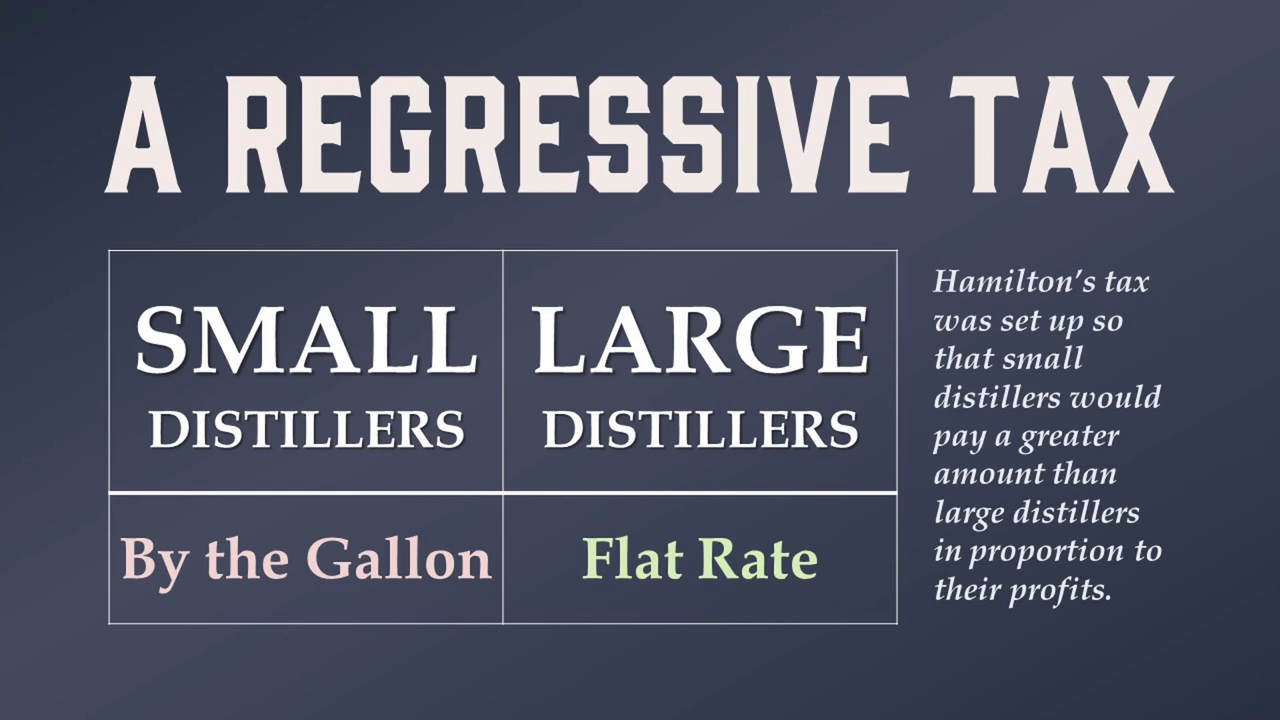 A REGRESSIVE TAX
SMALL
DISTILLERS
LARGE
DISTILLERS
By the Gallon
Flat Rate
Hamilton’s tax
was set up so
that small
distillers would
pay a greater
amount than
large distillers
in proportion to
their profits.